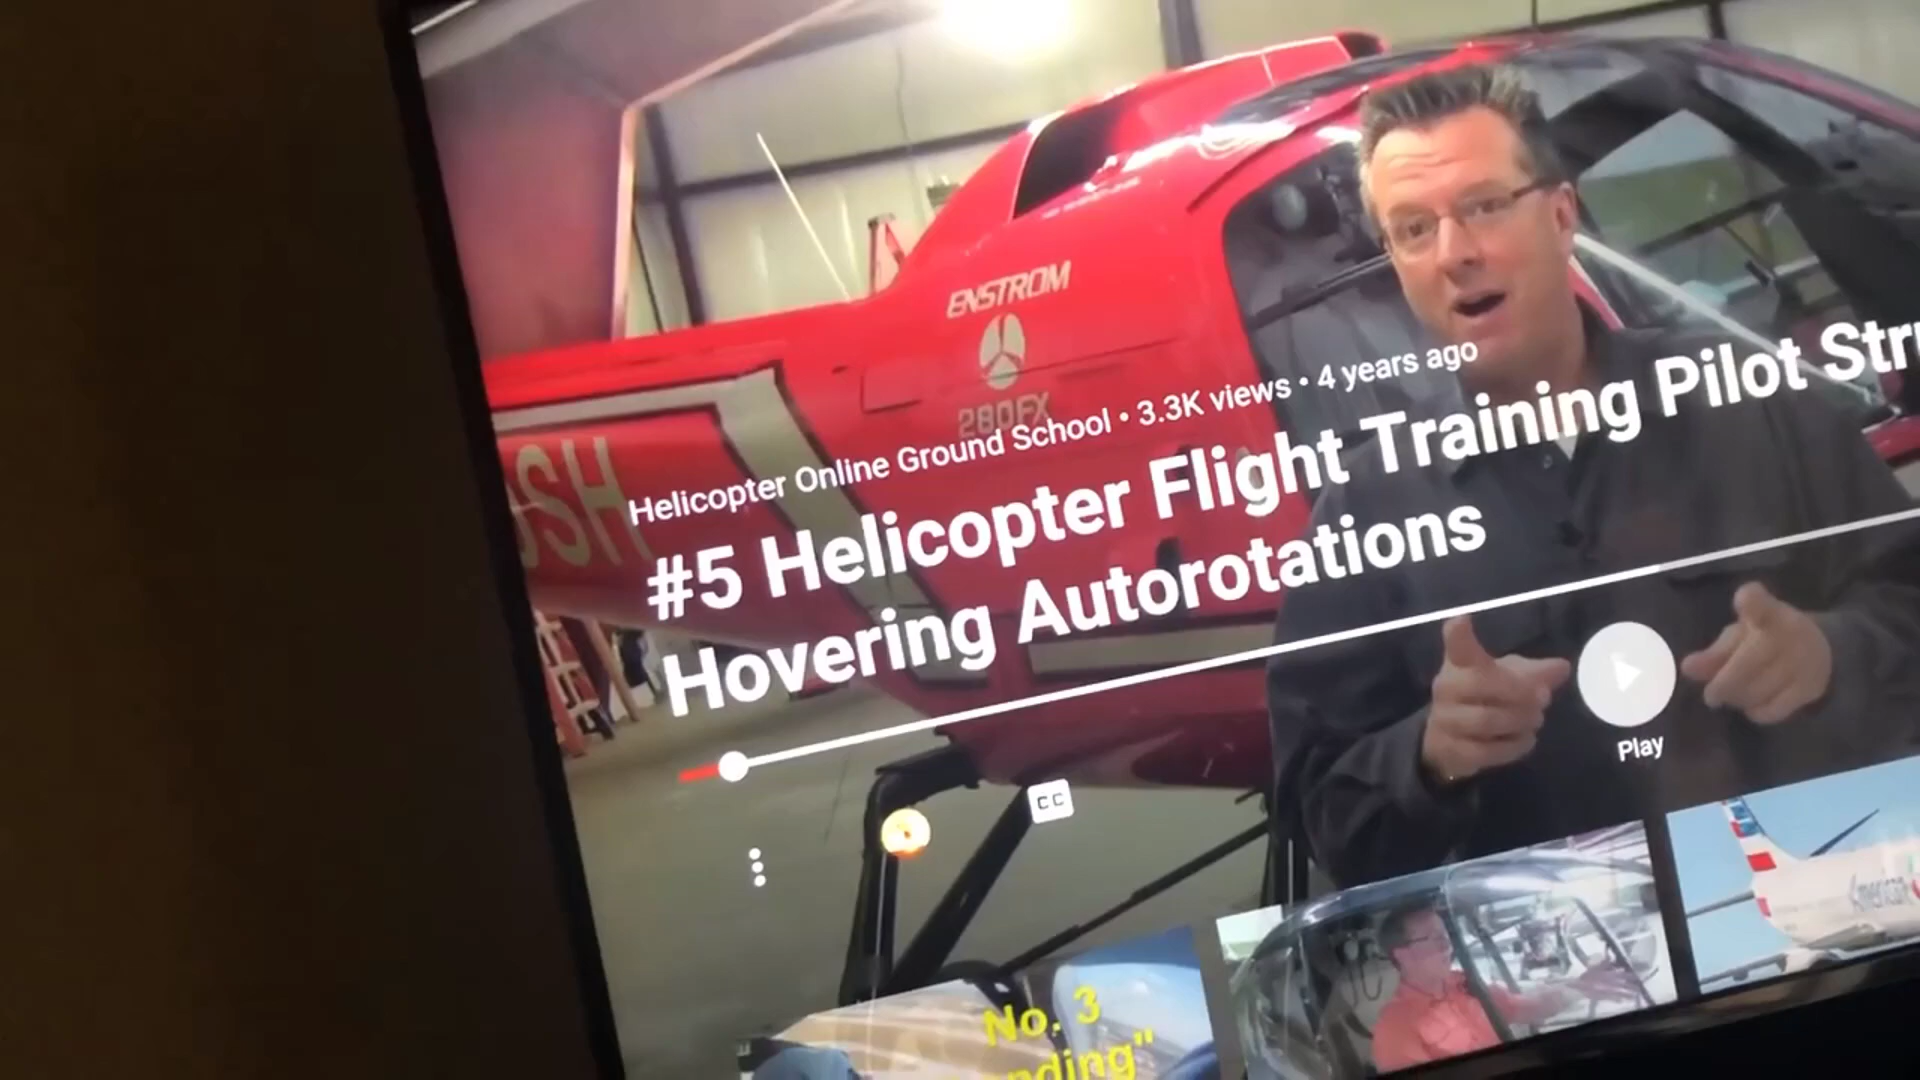 ENSTROM
280FX
SH
Helicopter Online Ground School • 3.3K views • 4 years ago
#5 Helicopter Flight Training Pilot
Hovering Autorotations
CC
Play
American
No. 3